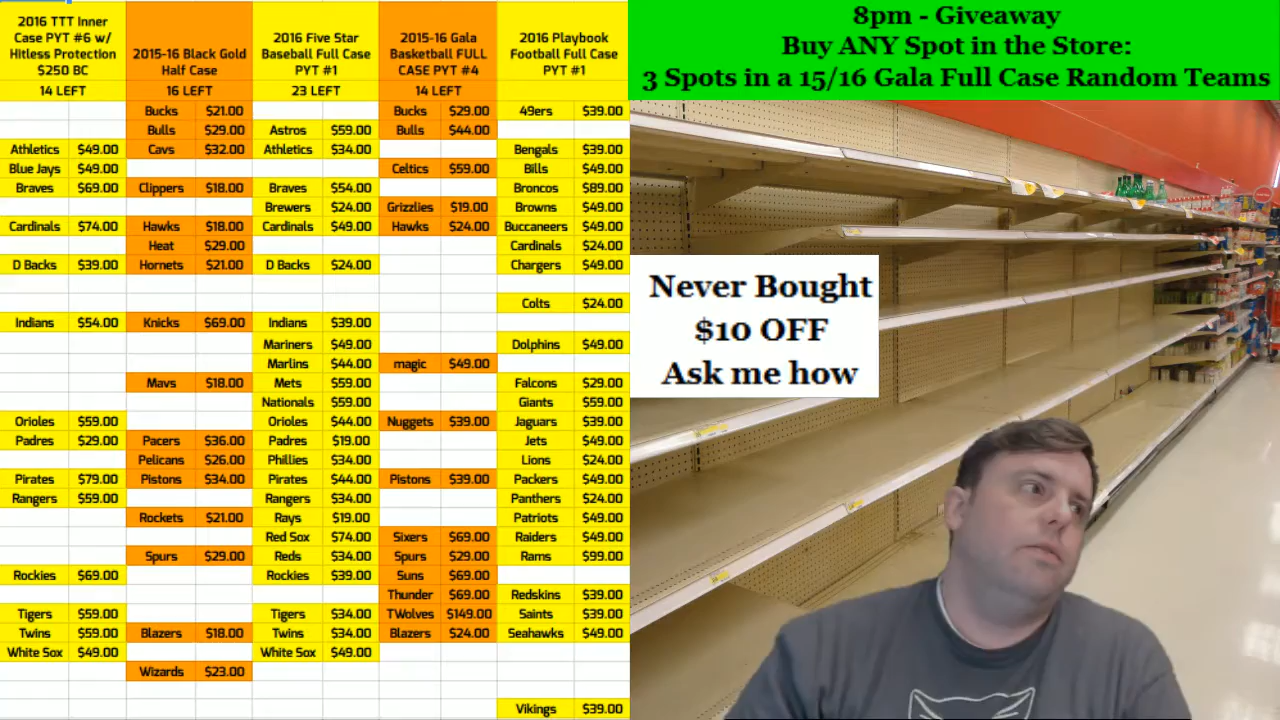 2016 TTT Inner
Case PYT #6 w/
Hitless Protection
$250 BC
14 LEFT
Athletics $49.00
Blue Jays $49.00
Braves $69.00
Cardinals $74.00
D Backs $39.00
Indians $54.00
Orioles $59.00
Padres $29.00
Pirates $79.00
Rangers $59.00
Rockies $69.00
Tigers $59.00
Twins $59.00
White Sox $49.00
2015-16 Black Gold
Half Case
16 LEFT
Bucks $21.00
Bulls $29.00
Cavs $32.00
Clippers $18.00
Hawks $18.00
Heat $29.00
Hornets $21.00
Knicks $69.00
Mavs $18.00
Pacers $36.00
Pelicans $26.00
Pistons $34.00
Rockets $21.00
Spurs $29.00
Blazers $18.00
Wizards $23.00
2016 Five Star
Baseball Full Case
PYT #1
23 LEFT
Astros $59.00
Athletics $34.00
Braves $54.00
Brewers $24.00
Cardinals $49.00
D Backs $24.00
Indians $39.00
Mariners $49.00
Marlins $44.00
Mets $59.00
Nationals $59.00
Orioles $44.00
Padres $19.00
Phillies $34.00
Pirates $44.00
Rangers $34.00
Rays $19.00
Red Sox $74.00
Reds $34.00
Rockies $39.00
Tigers $34.00
Twins $34.00
White Sox $49.00
2015-16 Gala
Basketball FULL
CASE PYT #4
14 LEFT
Bucks $29.00
Bulls $44.00
Celtics $59.00
Grizzlies $19.00
Hawks $24.00
magic $49.00
Nuggets $39.00
Pistons $39.00
Sixers $69.00
Spurs $29.00
Suns $69.00
Thunder $69.00
TWolves $149.00
Blazers $24.00
2016 Playbook
Football Full Case
PYT #1
49ers $39.00
Bengals $39.00
Bills $49.00
Broncos $89.00
Browns $49.00
Buccaneers $49.00
Cardinals $24.00
Chargers $49.00
Colts $24.00
Dolphins $49.00
Falcons $29.00
Giants $59.00
Jaguars $39.00
Jets $49.00
Lions $24.00
Packers $49.00
Panthers $24.00
Patriots $49.00
Raiders $49.00
Rams $99.00
Redskins $39.00
Saints $39.00
Seahawks $49.00
Vikings $39.00
8pm - Giveaway
Buy ANY Spot in the Store:
3 Spots in a 15/16 Gala Full Case Random Teams
Never Bought
$10 OFF
Ask me how